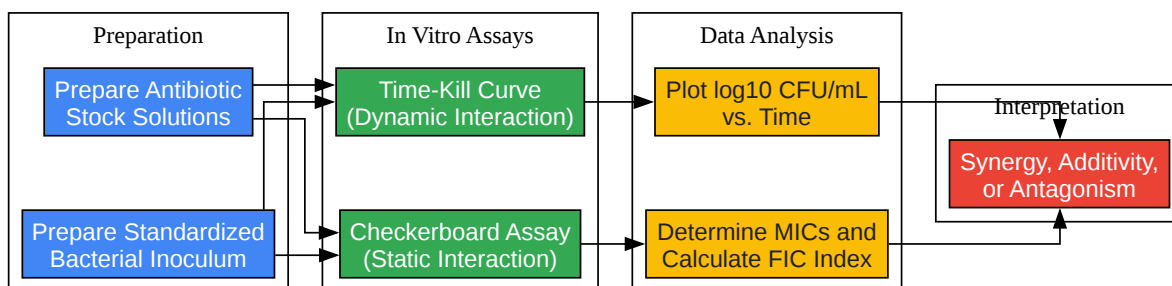 Preparation
Prepare Antibiotic
Stock Solutions
Prepare Standardized
Bacterial Inoculum
In Vitro Assays
Time-Kill Curve
(Dynamic Interaction)
Checkerboard Assay
(Static Interaction)
Data Analysis
Plot log10 CFU/mL
vs. Time
Determine MICs and
Calculate FIC Index
Interpretation
Synergy, Additivity,
or Antagonism